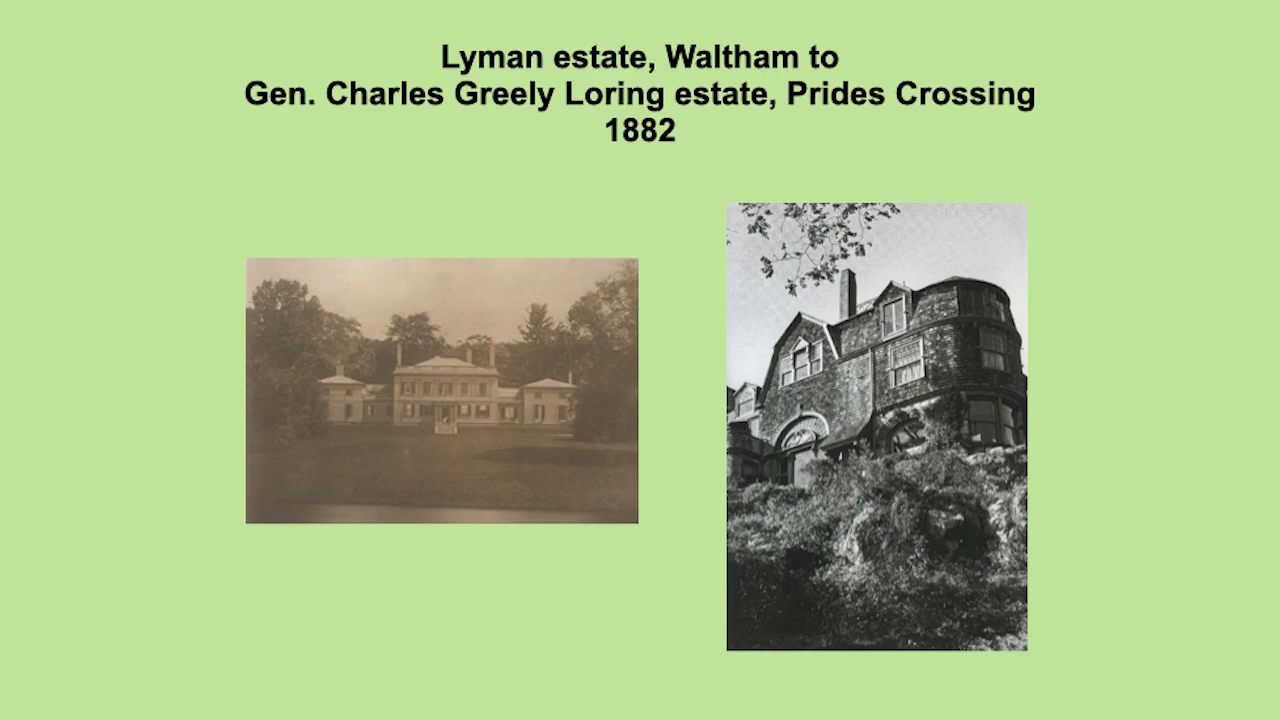 Lyman estate, Waltham to
Gen. Charles Greely Loring estate, Prides Crossing
1882